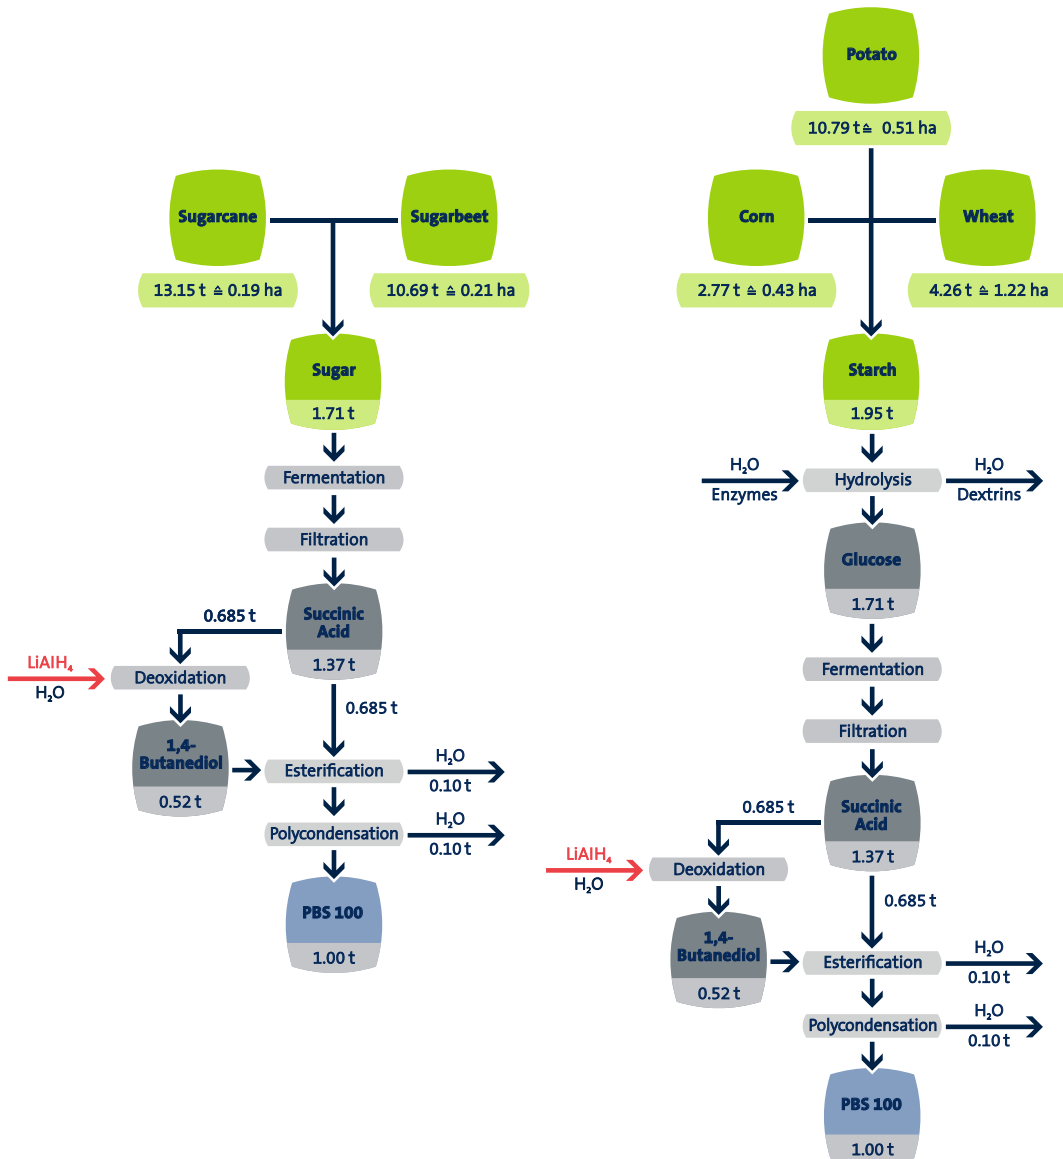 Potato
10.79 t ≙ 0.51 ha
Sugarcane
Sugarbeet
13.15 t ≙ 0.19 ha
10.69 t ≙ 0.21 ha
Sugar
1.71 t
Fermentation
Filtration
Succinic
Acid
1.37 t
0.685 t
LiAlH₄
H₂O
Deoxidation
1,4-
Butanediol
0.52 t
0.685 t
Esterification
H₂O
0.10 t
Polycondensation
H₂O
0.10 t
PBS 100
1.00 t
Corn
Wheat
2.77 t ≙ 0.43 ha
4.26 t ≙ 1.22 ha
Starch
1.95 t
H₂O
Enzymes
Hydrolysis
H₂O
Dextrins
Glucose
1.71 t
Fermentation
Filtration
Succinic
Acid
1.37 t
0.685 t
LiAlH₄
H₂O
Deoxidation
1,4-
Butanediol
0.52 t
0.685 t
Esterification
H₂O
0.10 t
Polycondensation
H₂O
0.10 t
PBS 100
1.00 t